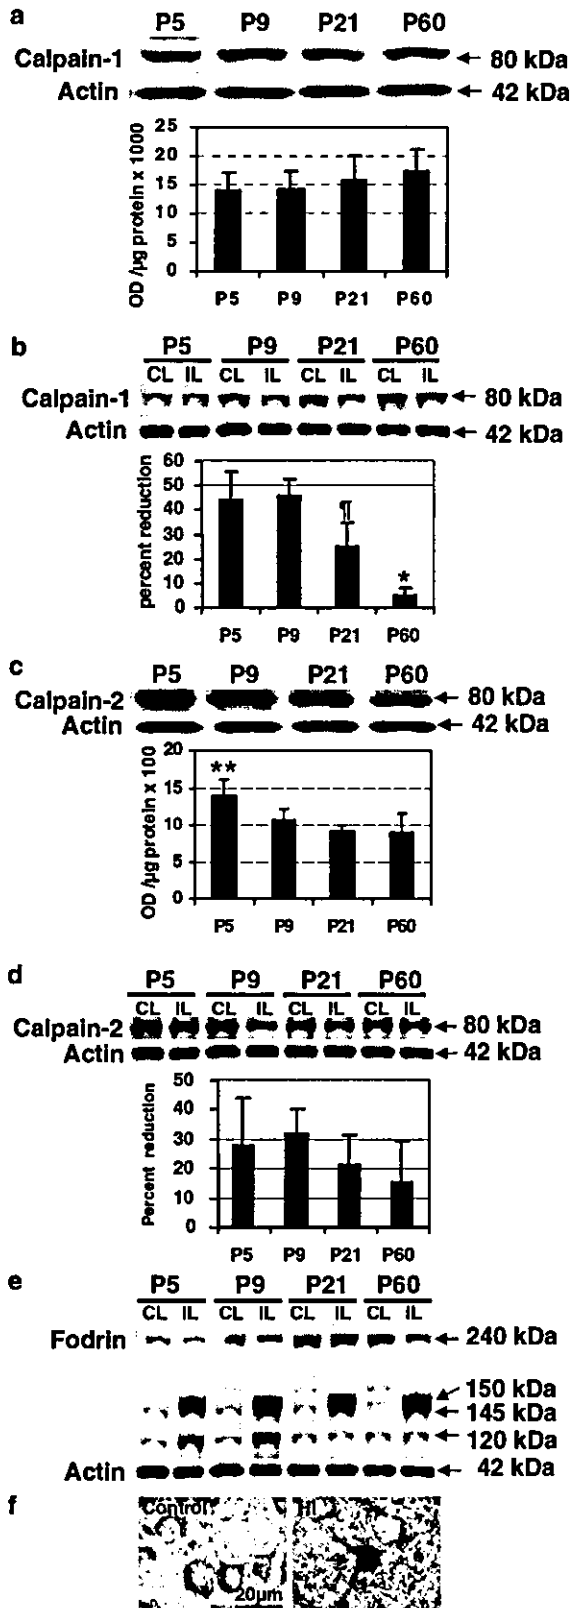 a
P5 P9 P21 P60
Calpain-1 80 kDa
Actin 42 kDa
OD /µg protein x 1000
25
20
15
10
5
0
P5 P9 P21 P60
b
P5 P9 P21 P60
CL IL CL IL CL IL CL IL
Calpain-1 80 kDa
Actin 42 kDa
percent reduction
60
50
40
30
20
10
0
¶
*
P5 P9 P21 P60
c
P5 P9 P21 P60
Calpain-2 80 kDa
Actin 42 kDa
OD /µg protein x 100
20
15
10
5
0
**
P5 P9 P21 P60
d
P5 P9 P21 P60
CL IL CL IL CL IL CL IL
Calpain-2 80 kDa
Actin 42 kDa
Percent reduction
50
40
30
20
10
0
P5 P9 P21 P60
e
P5 P9 P21 P60
CL IL CL IL CL IL CL IL
Fodrin 240 kDa
150 kDa
145 kDa
120 kDa
Actin 42 kDa
f
Control HI
20µm